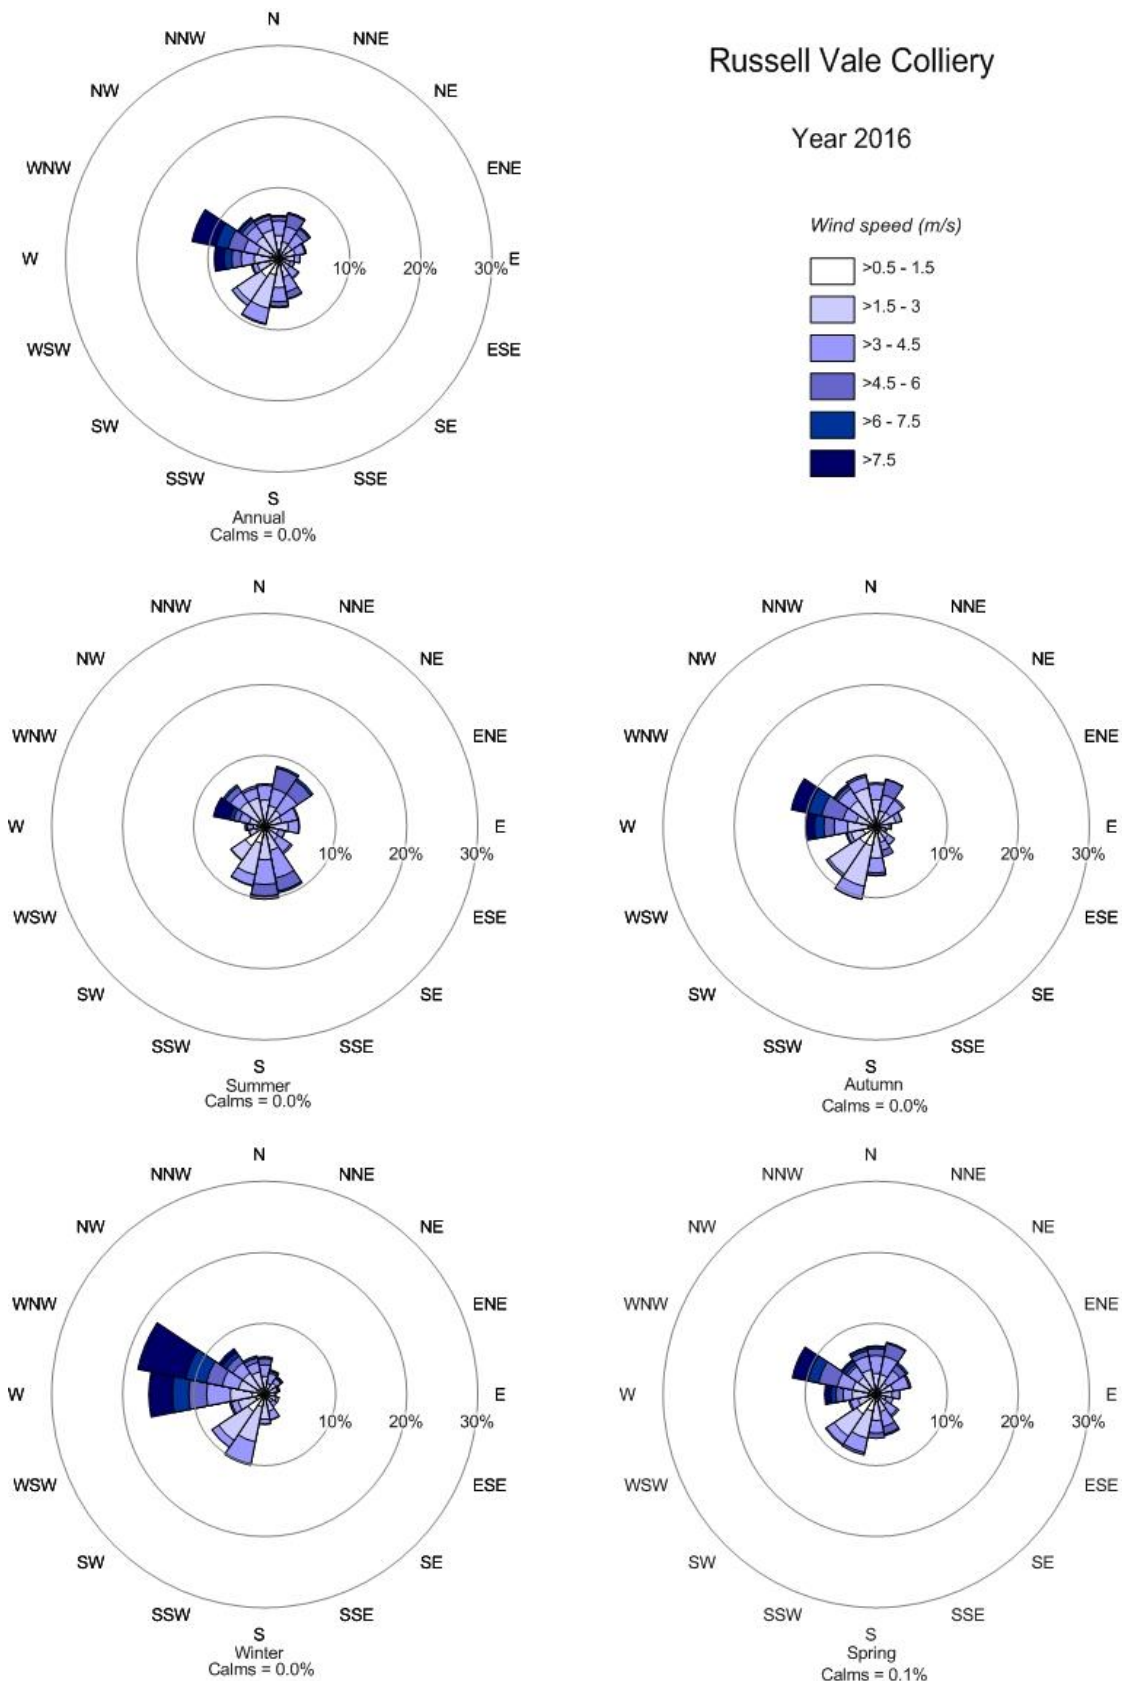 Russell Vale Colliery
Year 2016
Wind speed (m/s)
>0.5 - 1.5
>1.5 - 3
>3 - 4.5
>4.5 - 6
>6 - 7.5
>7.5
N
NNW NNE
NW NE
WNW ENE
W 10% 20% 30% E
WSW ESE
SW SE
SSW SSE
S
Annual
Calms = 0.0%
N
NNW NNE
NW NE
WNW ENE
W E
10% 20% 30%
WSW ESE
SW SE
SSW SSE
S
Summer
Calms = 0.0%
N
NNW NNE
NW NE
WNW ENE
W E
10% 20% 30%
WSW ESE
SW SE
SSW SSE
S
Autumn
Calms = 0.0%
N
NNW NNE
NW NE
WNW ENE
W E
10% 20% 30%
WSW ESE
SW SE
SSW SSE
S
Winter
Calms = 0.0%
N
NNW NNE
NW NE
WNW ENE
W E
10% 20% 30%
WSW ESE
SW SE
SSW SSE
S
Spring
Calms = 0.1%